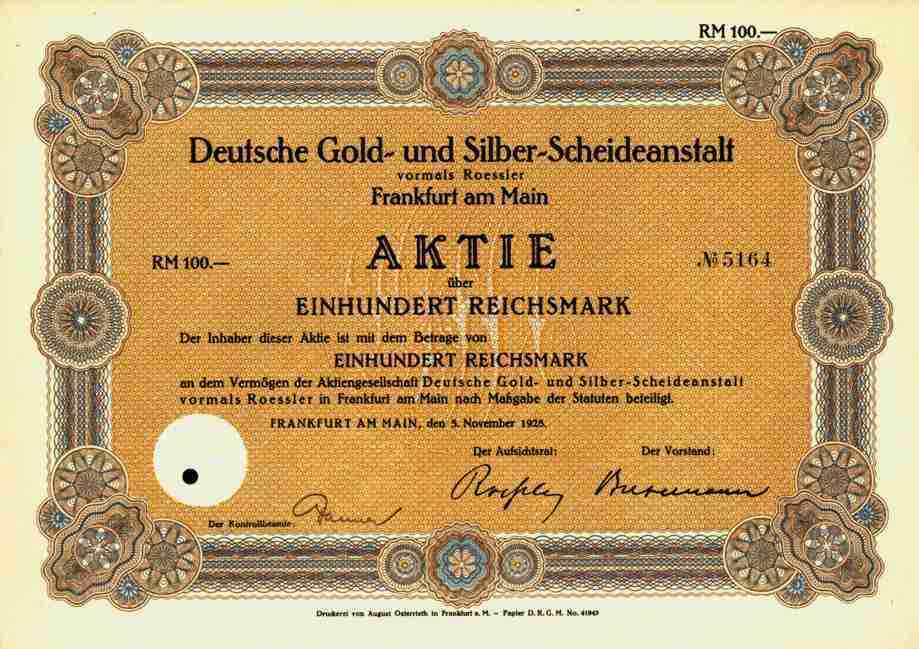 RM 100.—
Deutsche Gold- und Silber-Scheideanstalt
vormals Roessler
Frankfurt am Main
AKTIE
RM 100.— № 5164
über
EINHUNDERT REICHSMARK
Der Inhaber dieser Aktie ist mit dem Betrage von
EINHUNDERT REICHSMARK
an dem Vermögen der Aktiengesellschaft Deutsche Gold- und Silber-Scheideanstalt
vormals Roessler in Frankfurt am Main nach Maßgabe der Statuten beteiligt.
FRANKFURT AM MAIN, den 5. November 1928.
Der Aufsichtsrat: Der Vorstand:
Der Kontrollbeamte:
Druckerei von August Osterrieth in Frankfurt a. M. – Papier D. R. G. M. No. 41949